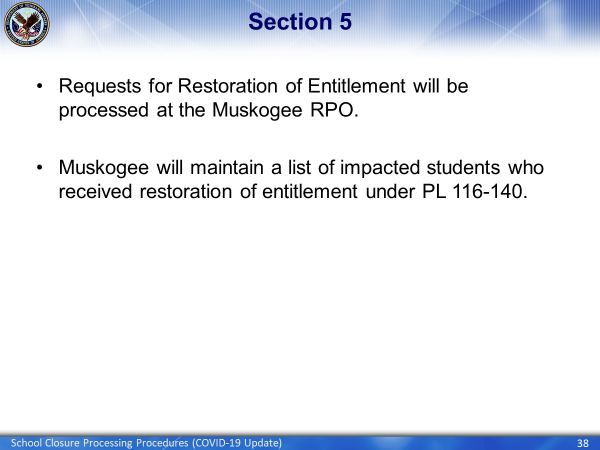 Section 5
• Requests for Restoration of Entitlement will be
processed at the Muskogee RPO.
• Muskogee will maintain a list of impacted students who
received restoration of entitlement under PL 116-140.
School Closure Processing Procedures (COVID-19 Update)
38